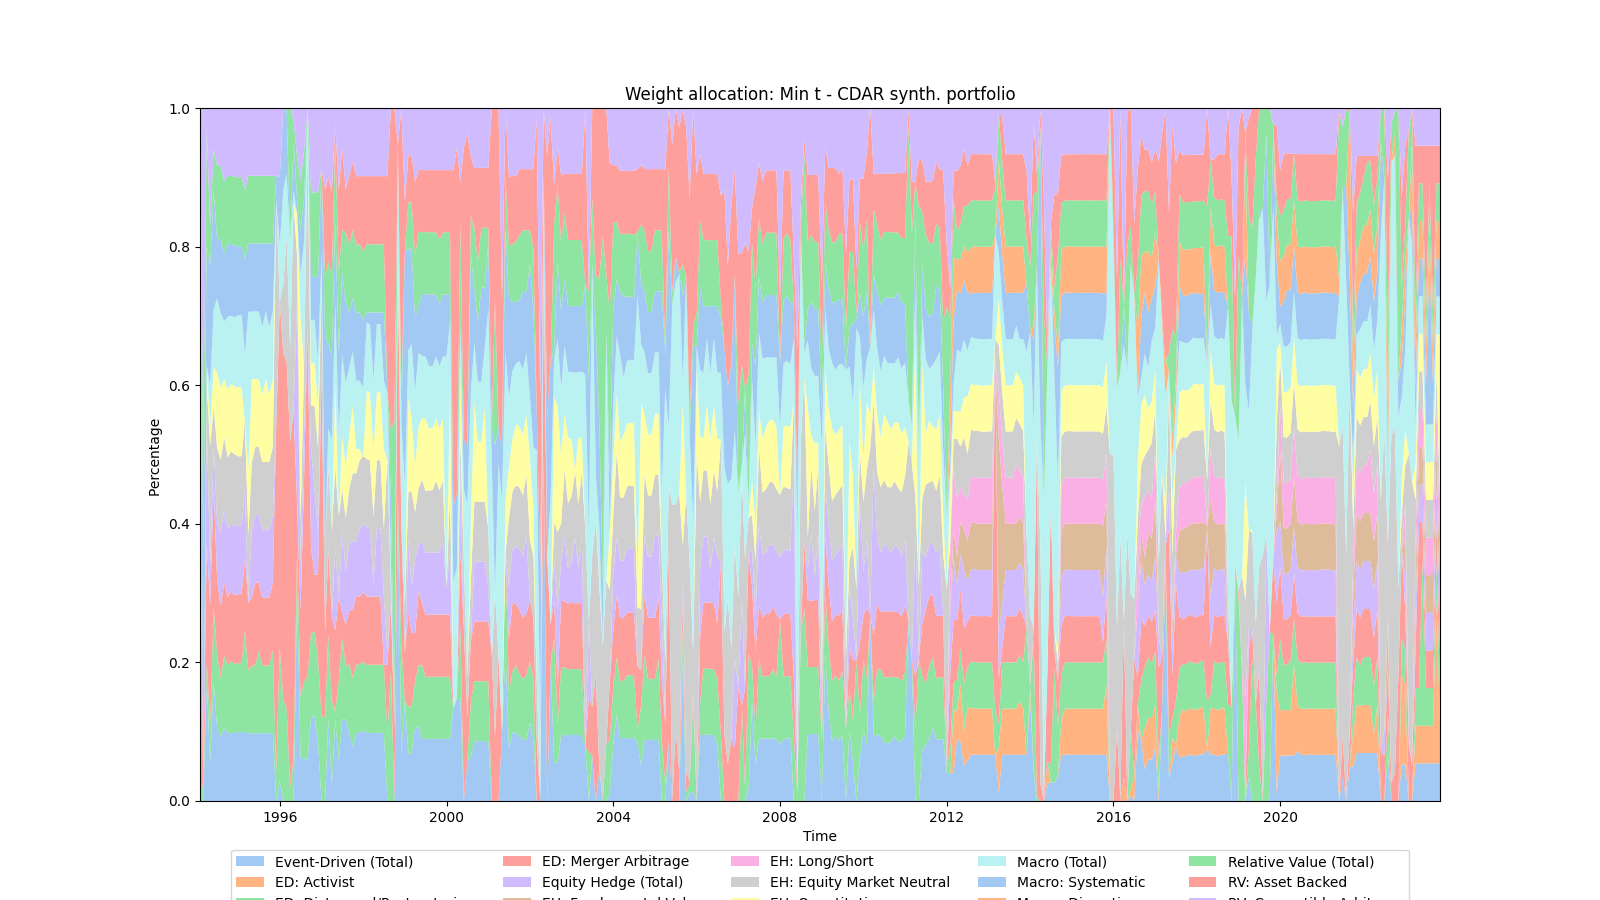 Weight allocation: Min t - CDAR synth. portfolio
1.0
0.8
0.6
0.4
0.2
0.0
Percentage
1996 2000 2004 2008 2012 2016 2020
Time
Event-Driven (Total) ED: Merger Arbitrage EH: Long/Short Macro (Total) Relative Value (Total)
ED: Activist Equity Hedge (Total) EH: Equity Market Neutral Macro: Systematic RV: Asset Backed